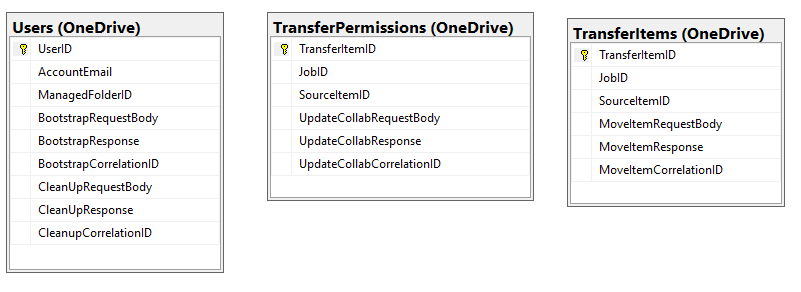 Users (OneDrive)
UserID
AccountEmail
ManagedFolderID
BootstrapRequestBody
BootstrapResponse
BootstrapCorrelationID
CleanUpRequestBody
CleanUpResponse
CleanupCorrelationID
TransferPermissions (OneDrive)
TransferItemID
JobID
SourceItemID
UpdateCollabRequestBody
UpdateCollabResponse
UpdateCollabCorrelationID
TransferItems (OneDrive)
TransferItemID
JobID
SourceItemID
MoveItemRequestBody
MoveItemResponse
MoveItemCorrelationID